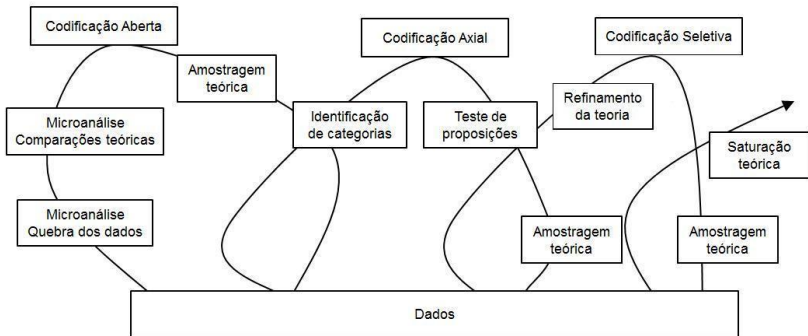 Codificação Aberta
Codificação Axial
Codificação Seletiva
Amostragem
teórica
Microanálise
Comparações teóricas
Identificação
de categorias
Teste de
proposições
Refinamento
da teoria
Saturação
teórica
Microanálise
Quebra dos dados
Amostragem
teórica
Amostragem
teórica
Dados